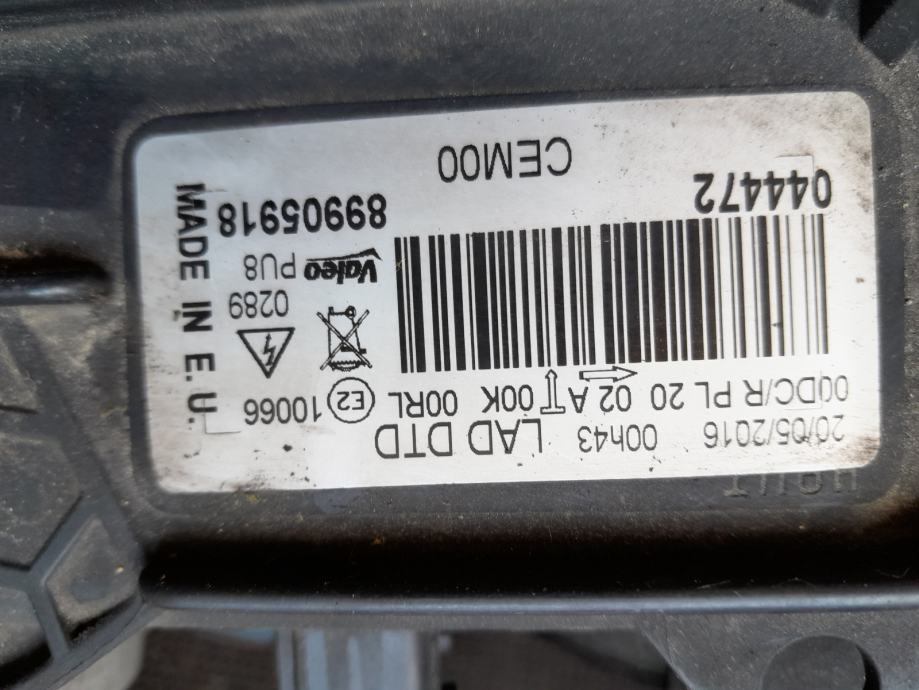 HAUT
20/05/2016 00h43 LAD DTD
00DC/R PL 20 02 A 00K 00RL E2 10066
0289
Valeo PU8
044472 89905918
CEM00
MADE IN E.U.